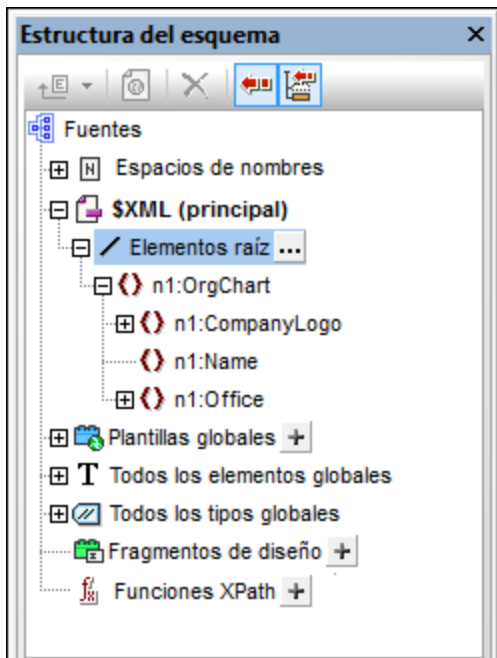 Estructura del esquema
Fuentes
Espacios de nombres
$XML (principal)
Elementos raíz ...
n1:OrgChart
n1:CompanyLogo
n1:Name
n1:Office
Plantillas globales
T Todos los elementos globales
Todos los tipos globales
Fragmentos de diseño
Funciones XPath